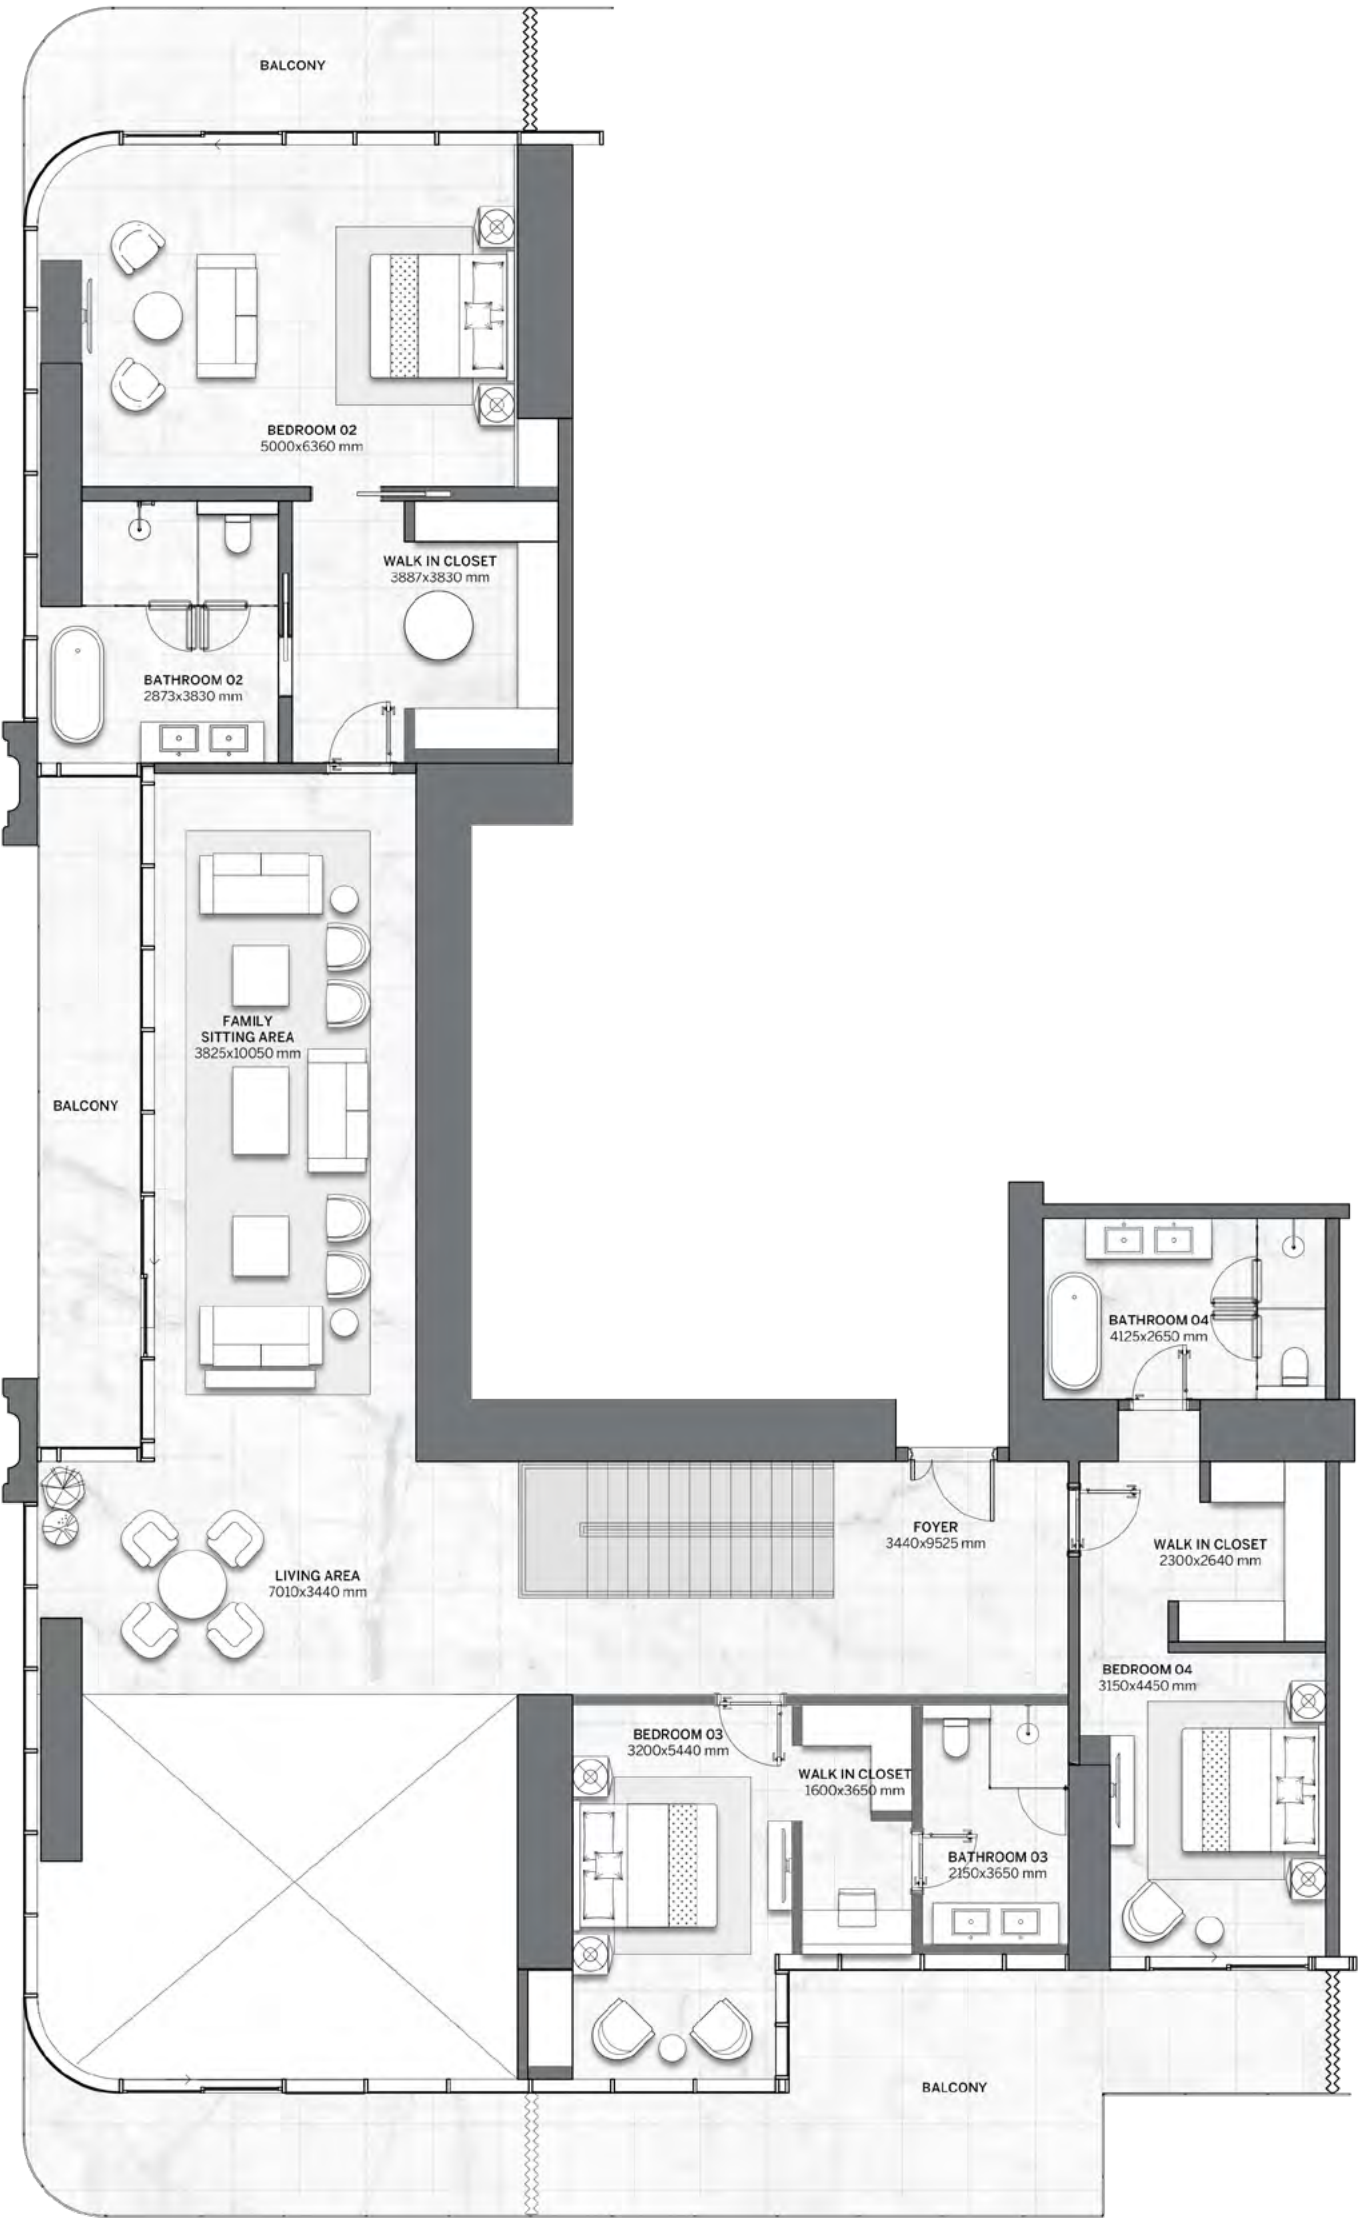 BALCONY
BEDROOM 02
5000x6360 mm
WALK IN CLOSET
3887x3830 mm
BATHROOM 02
2873x3830 mm
FAMILY
SITTING AREA
3825x10050 mm
BALCONY
BATHROOM 04
4125x2650 mm
FOYER
3440x9525 mm
WALK IN CLOSET
2300x2640 mm
LIVING AREA
7010x3440 mm
BEDROOM 04
3150x4450 mm
BEDROOM 03
3200x5440 mm
WALK IN CLOSET
1600x3650 mm
BATHROOM 03
2150x3650 mm
BALCONY